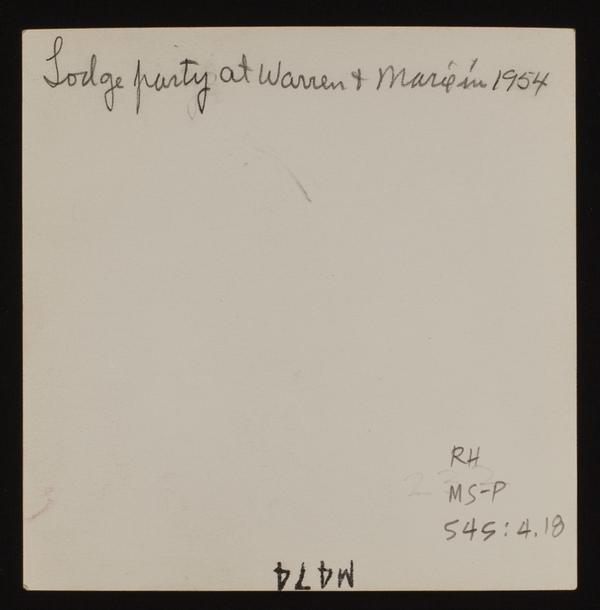 Lodge party at Warren + Marie in 1954
RH
MS-P
545:4.18
M474